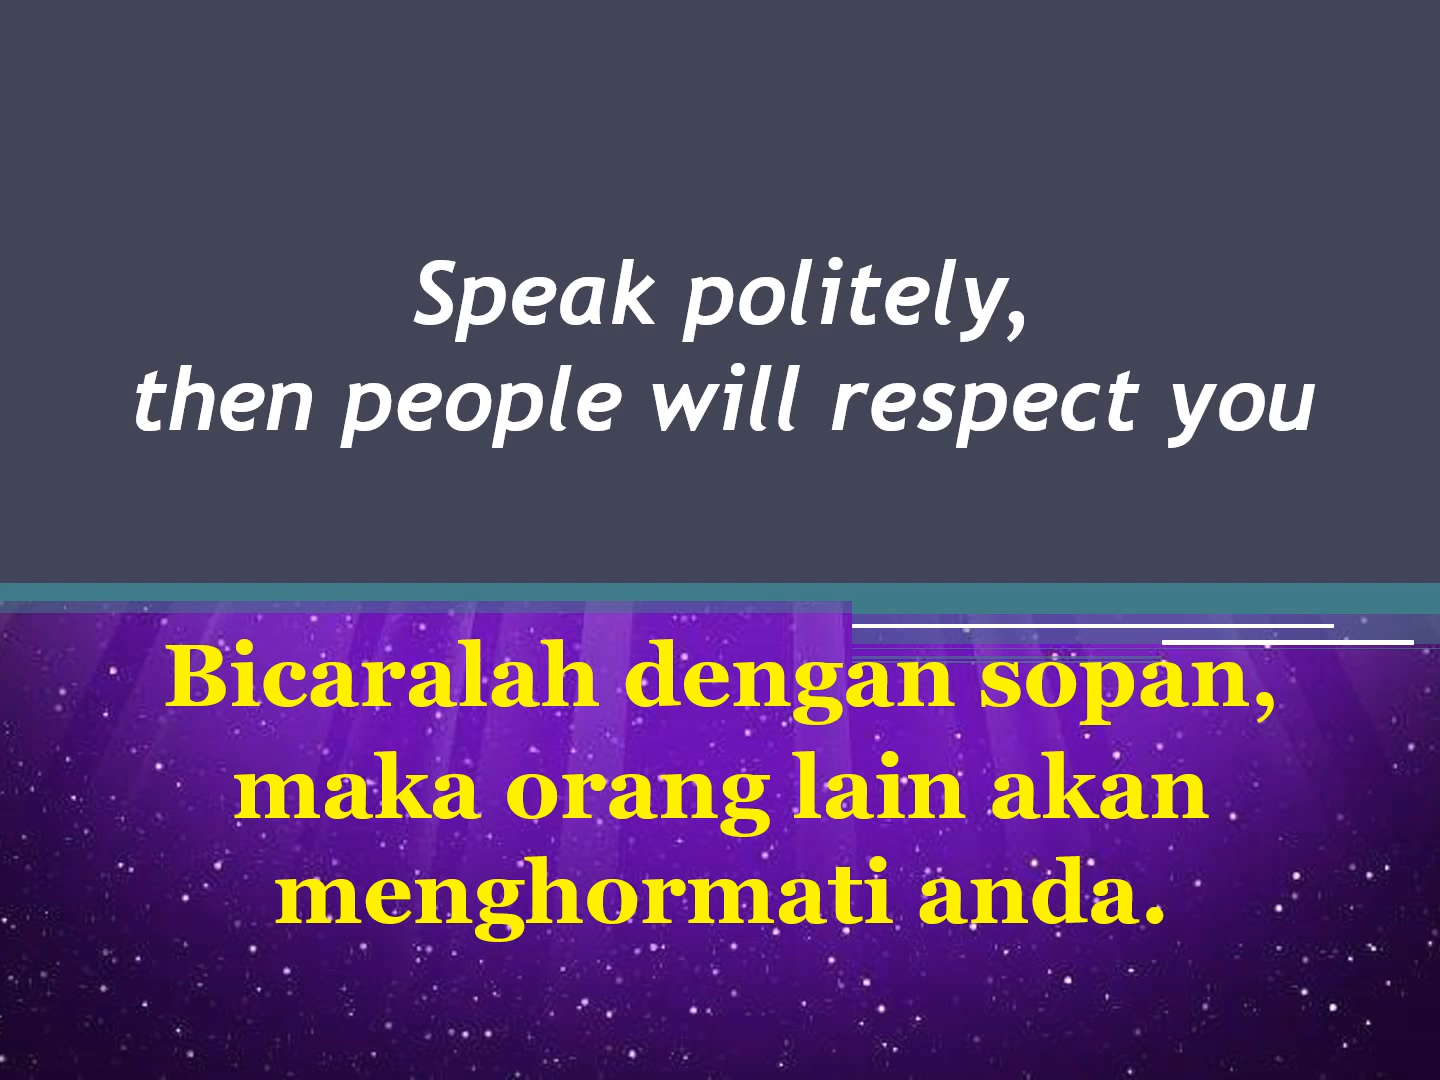 Speak politely,
then people will respect you
Bicaralah dengan sopan,
maka orang lain akan
menghormati anda.